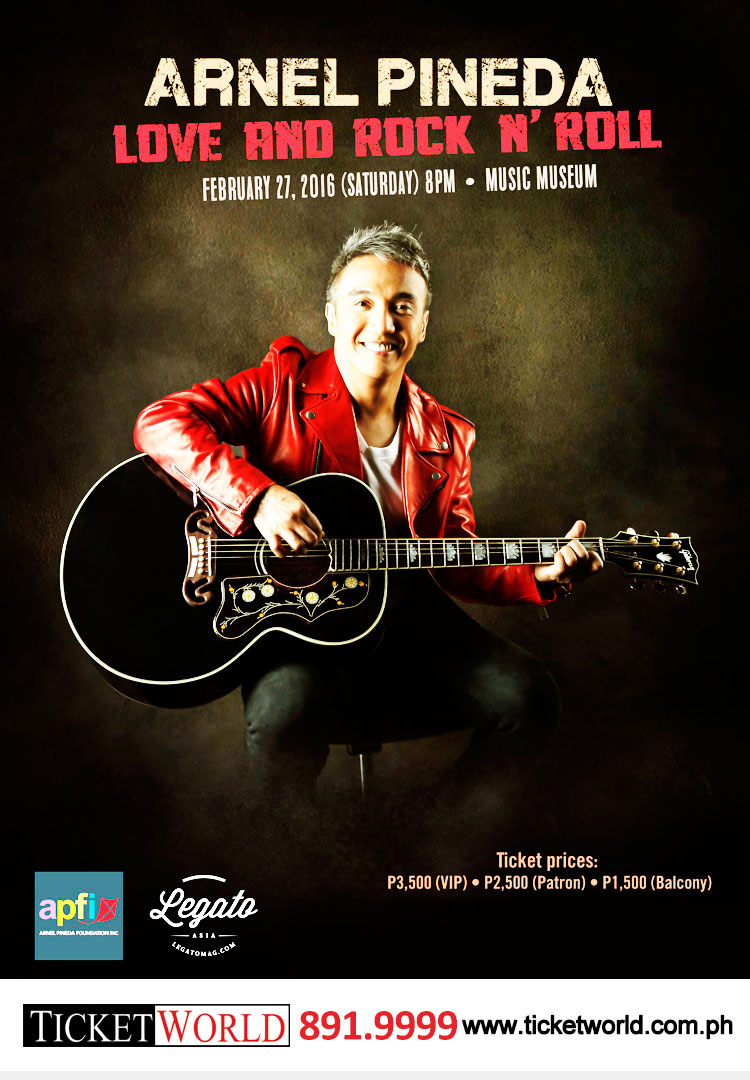 ARNEL PINEDA
LOVE AND ROCK N' ROLL
FEBRUARY 27, 2016 (SATURDAY) 8PM • MUSIC MUSEUM
Gibson
Ticket prices:
P3,500 (VIP) • P2,500 (Patron) • P1,500 (Balcony)
apfi
ARNEL PINEDA FOUNDATION INC
Legato
ASIA
LEGATOMAG.COM
TICKETWORLD 891.9999 www.ticketworld.com.ph